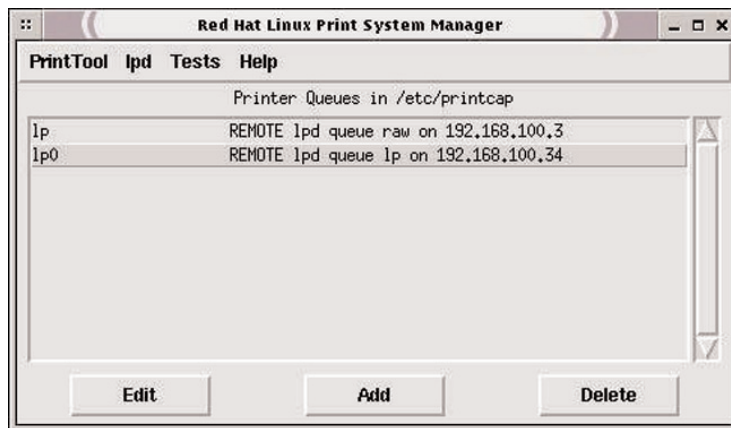 Red Hat Linux Print System Manager
PrintTool lpd Tests Help
Printer Queues in /etc/printcap
lp REMOTE lpd queue raw on 192.168.100.3
lp0 REMOTE lpd queue lp on 192.168.100.34
Edit Add Delete